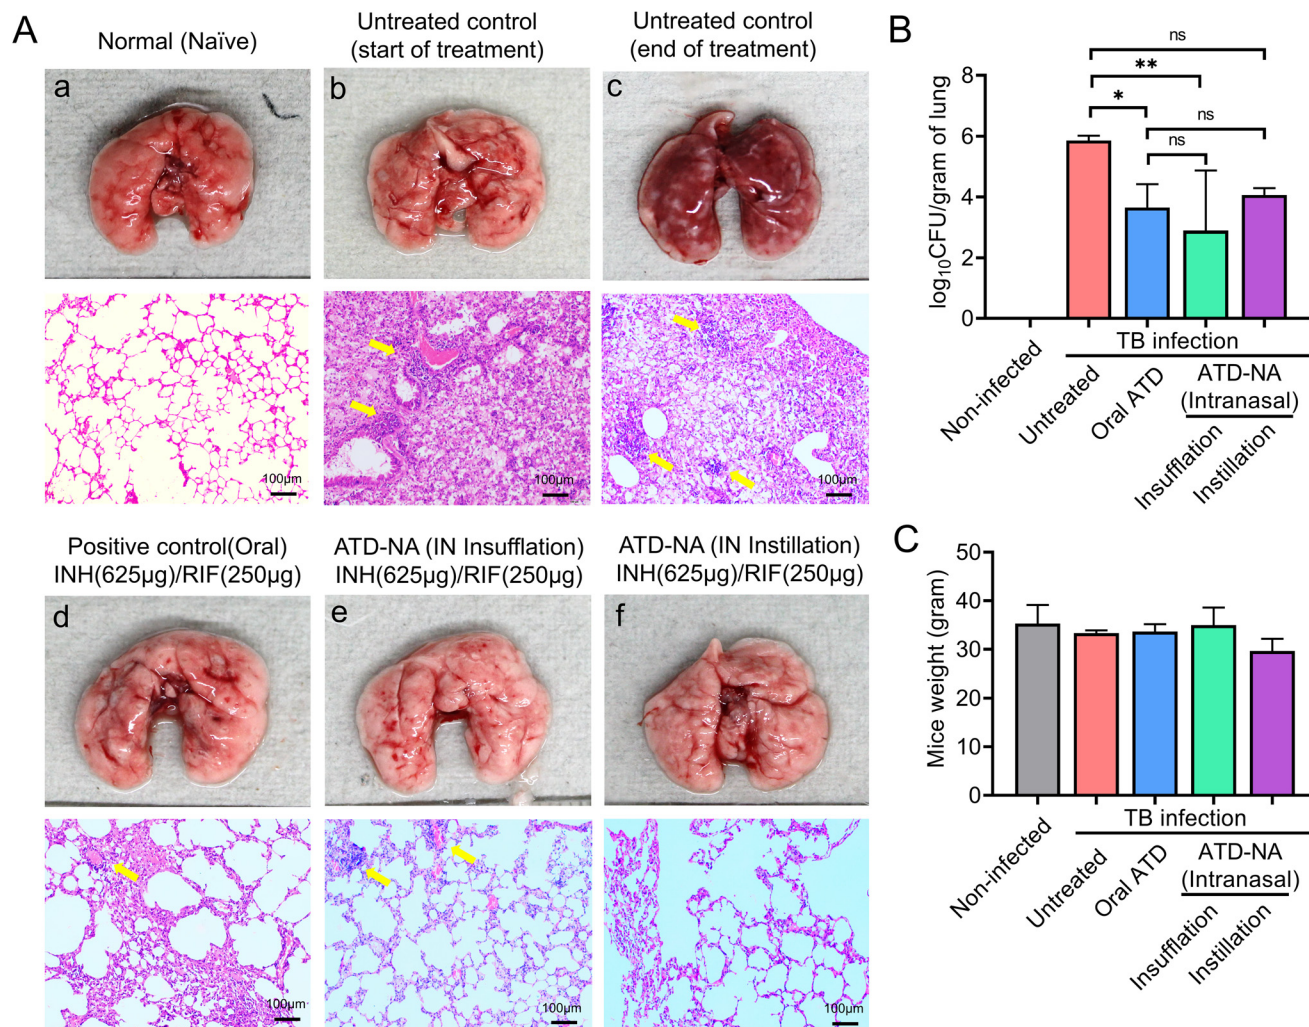 A
Normal (Naïve)
Untreated control
(start of treatment)
Untreated control
(end of treatment)
a
b
c
100µm
100µm
100µm
Positive control(Oral)
INH(625µg)/RIF(250µg)
ATD-NA (IN Insufflation)
INH(625µg)/RIF(250µg)
ATD-NA (IN Instillation)
INH(625µg)/RIF(250µg)
d
e
f
100µm
100µm
100µm
B
ns
**
*
ns
ns
log10CFU/gram of lung
8
6
4
2
0
TB infection
ATD-NA
(Intranasal)
Non-infected
Untreated
Oral ATD
Insufflation
Instillation
C
Mice weight (gram)
50
40
30
20
10
0
TB infection
ATD-NA
(Intranasal)
Non-infected
Untreated
Oral ATD
Insufflation
Instillation